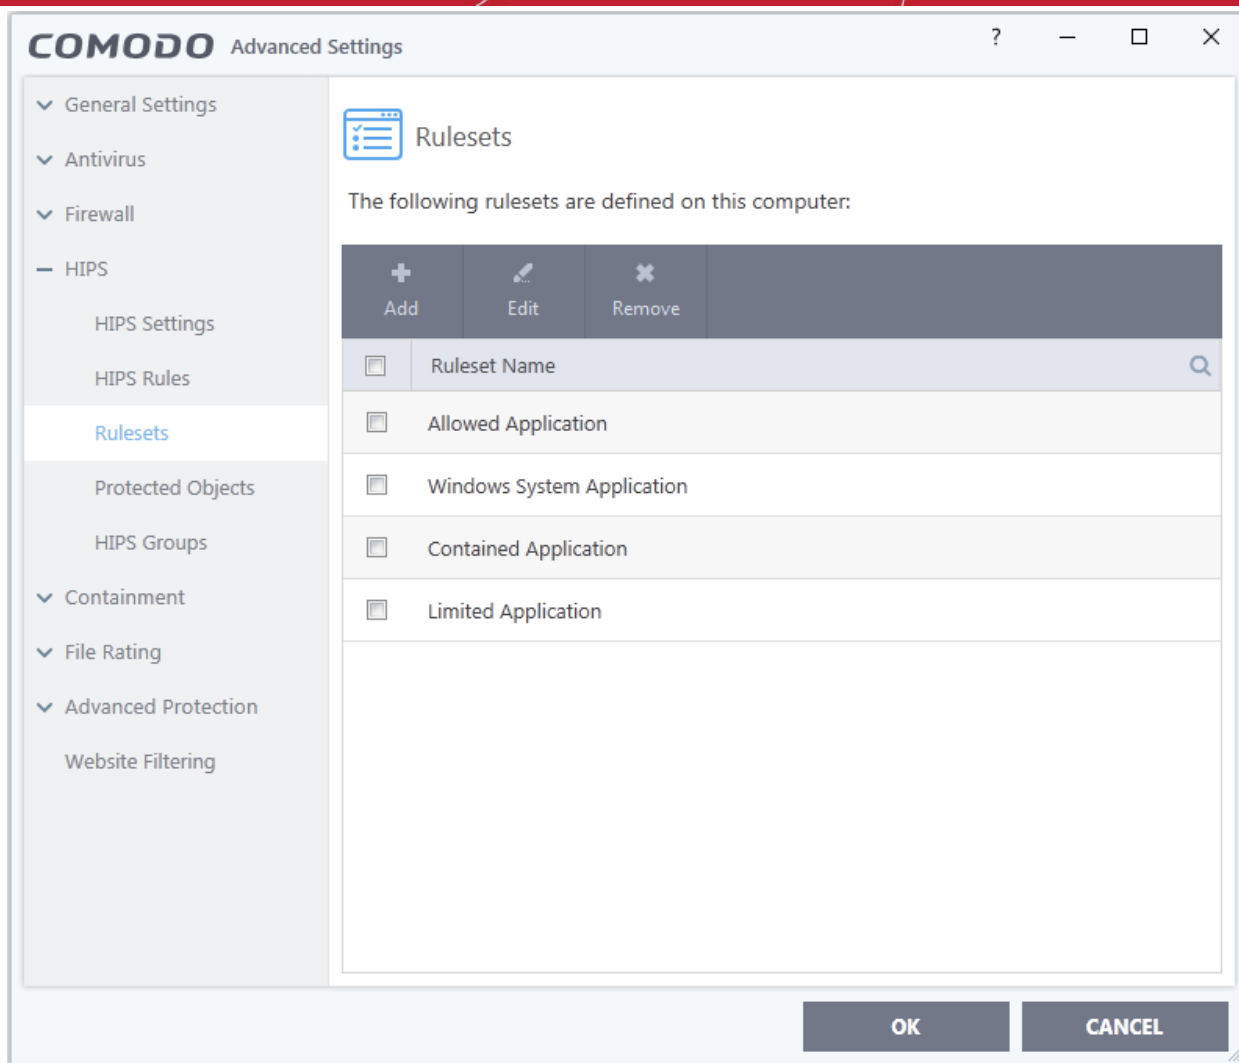 COMODO Advanced Settings ?
General Settings
Antivirus
Firewall
HIPS
HIPS Settings
HIPS Rules
Rulesets
Protected Objects
HIPS Groups
Containment
File Rating
Advanced Protection
Website Filtering
Rulesets
The following rulesets are defined on this computer:
Add Edit Remove
Ruleset Name
Allowed Application
Windows System Application
Contained Application
Limited Application
OK CANCEL